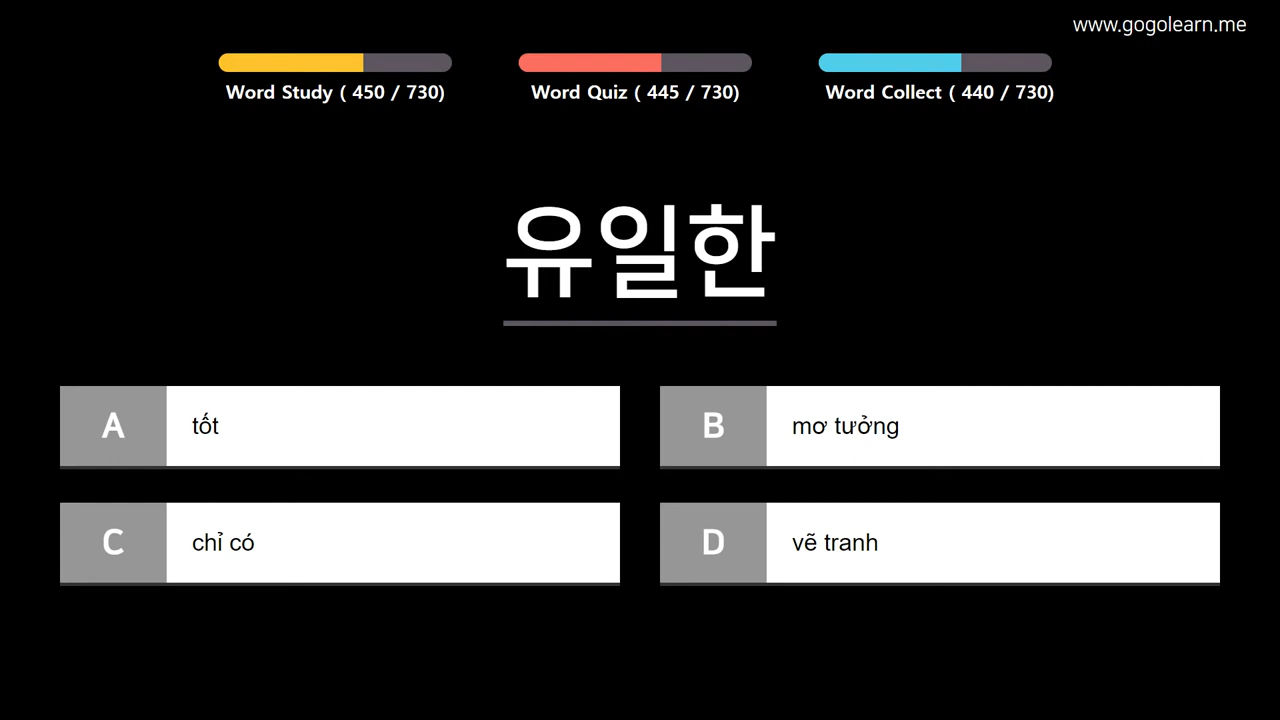 www.gogolearn.me
Word Study ( 450 / 730)
Word Quiz ( 445 / 730)
Word Collect ( 440 / 730)
유일한
A tốt
B mơ tưởng
C chỉ có
D vẽ tranh